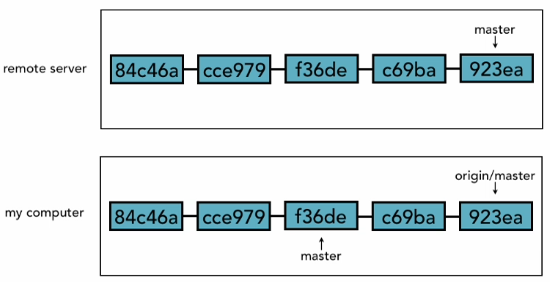 master
remote server
84c46a
cce979
f36de
c69ba
923ea
origin/master
my computer
84c46a
cce979
f36de
c69ba
923ea
master